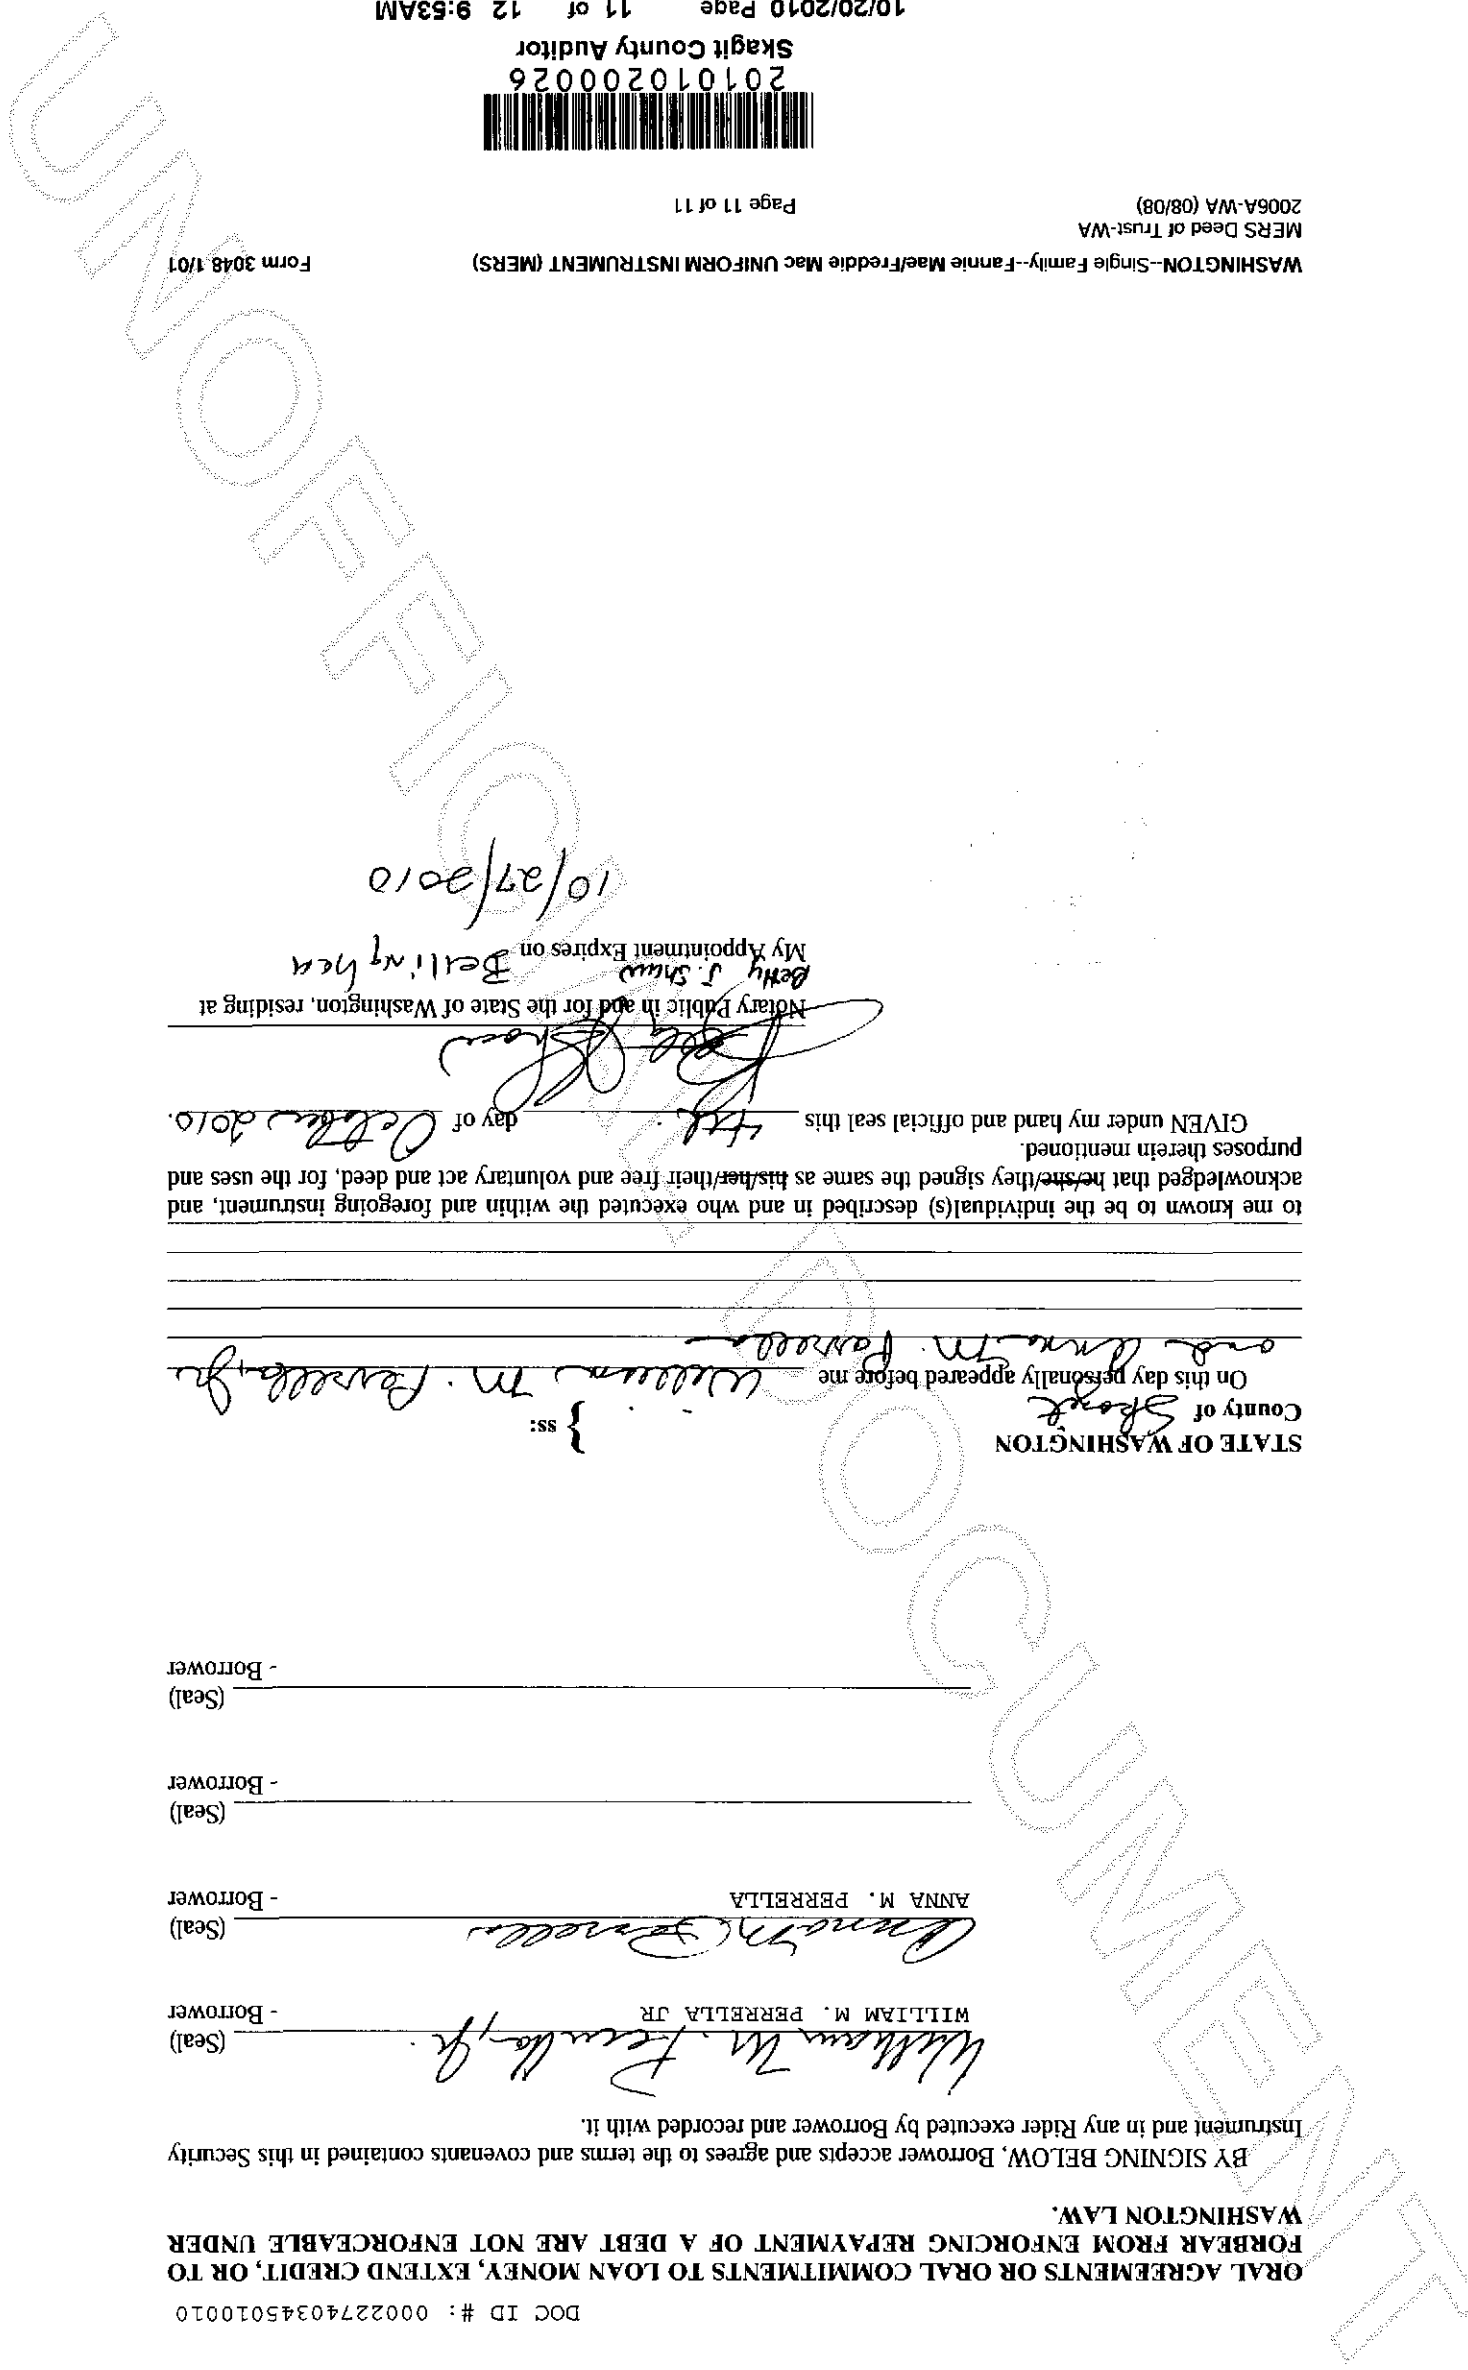 DOC ID #: 00022740345010010
ORAL AGREEMENTS OR ORAL COMMITMENTS TO LOAN MONEY, EXTEND CREDIT, OR TO
FORBEAR FROM ENFORCING REPAYMENT OF A DEBT ARE NOT ENFORCEABLE UNDER
WASHINGTON LAW.
BY SIGNING BELOW, Borrower accepts and agrees to the terms and covenants contained in this Security
Instrument and in any Rider executed by Borrower and recorded with it.
William M. Perrella, Jr. (Seal)
WILLIAM M. PERRELLA JR - Borrower
Anna M Perrella (Seal)
ANNA M. PERRELLA - Borrower
(Seal)
- Borrower
(Seal)
- Borrower
STATE OF WASHINGTON
County of Skagit } ss:
On this day personally appeared before me William M. Perrella, Jr
and Anna M. Perrella
to me known to be the individual(s) described in and who executed the within and foregoing instrument, and
acknowledged that he/she/they signed the same as his/her/their free and voluntary act and deed, for the uses and
purposes therein mentioned.
GIVEN under my hand and official seal this 4th day of October 2010.
Betty J Shaw
Notary Public in and for the State of Washington, residing at
Betty J. Shaw Bellingham
My Appointment Expires on
10/27/2010
WASHINGTON--Single Family--Fannie Mae/Freddie Mac UNIFORM INSTRUMENT (MERS) Form 3048 1/01
MERS Deed of Trust-WA
2006A-WA (08/08) Page 11 of 11
201010200026
Skagit County Auditor
10/20/2010 Page 11 of 12 9:53AM
UNOFFICIAL DOCUMENT